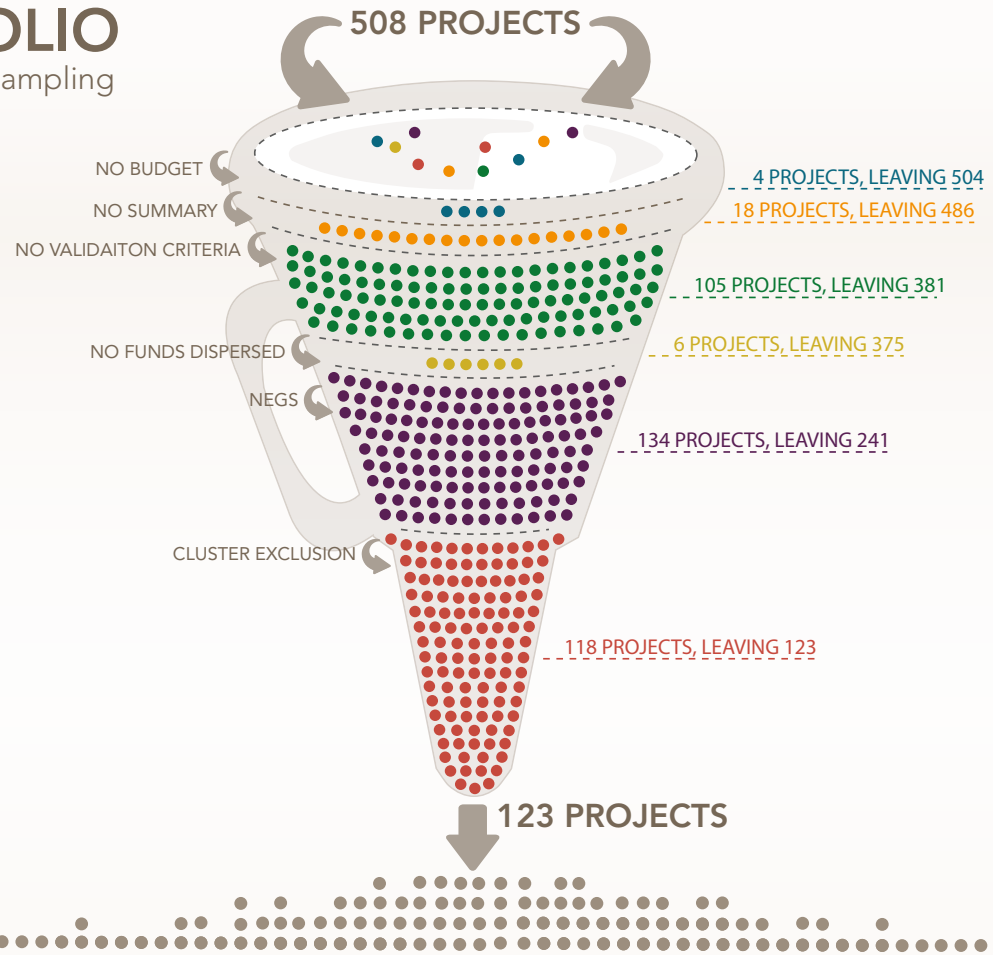 OLIO
ampling
508 PROJECTS
NO BUDGET
4 PROJECTS, LEAVING 504
NO SUMMARY
18 PROJECTS, LEAVING 486
NO VALIDAITON CRITERIA
105 PROJECTS, LEAVING 381
NO FUNDS DISPERSED
6 PROJECTS, LEAVING 375
NEGS
134 PROJECTS, LEAVING 241
CLUSTER EXCLUSION
118 PROJECTS, LEAVING 123
123 PROJECTS